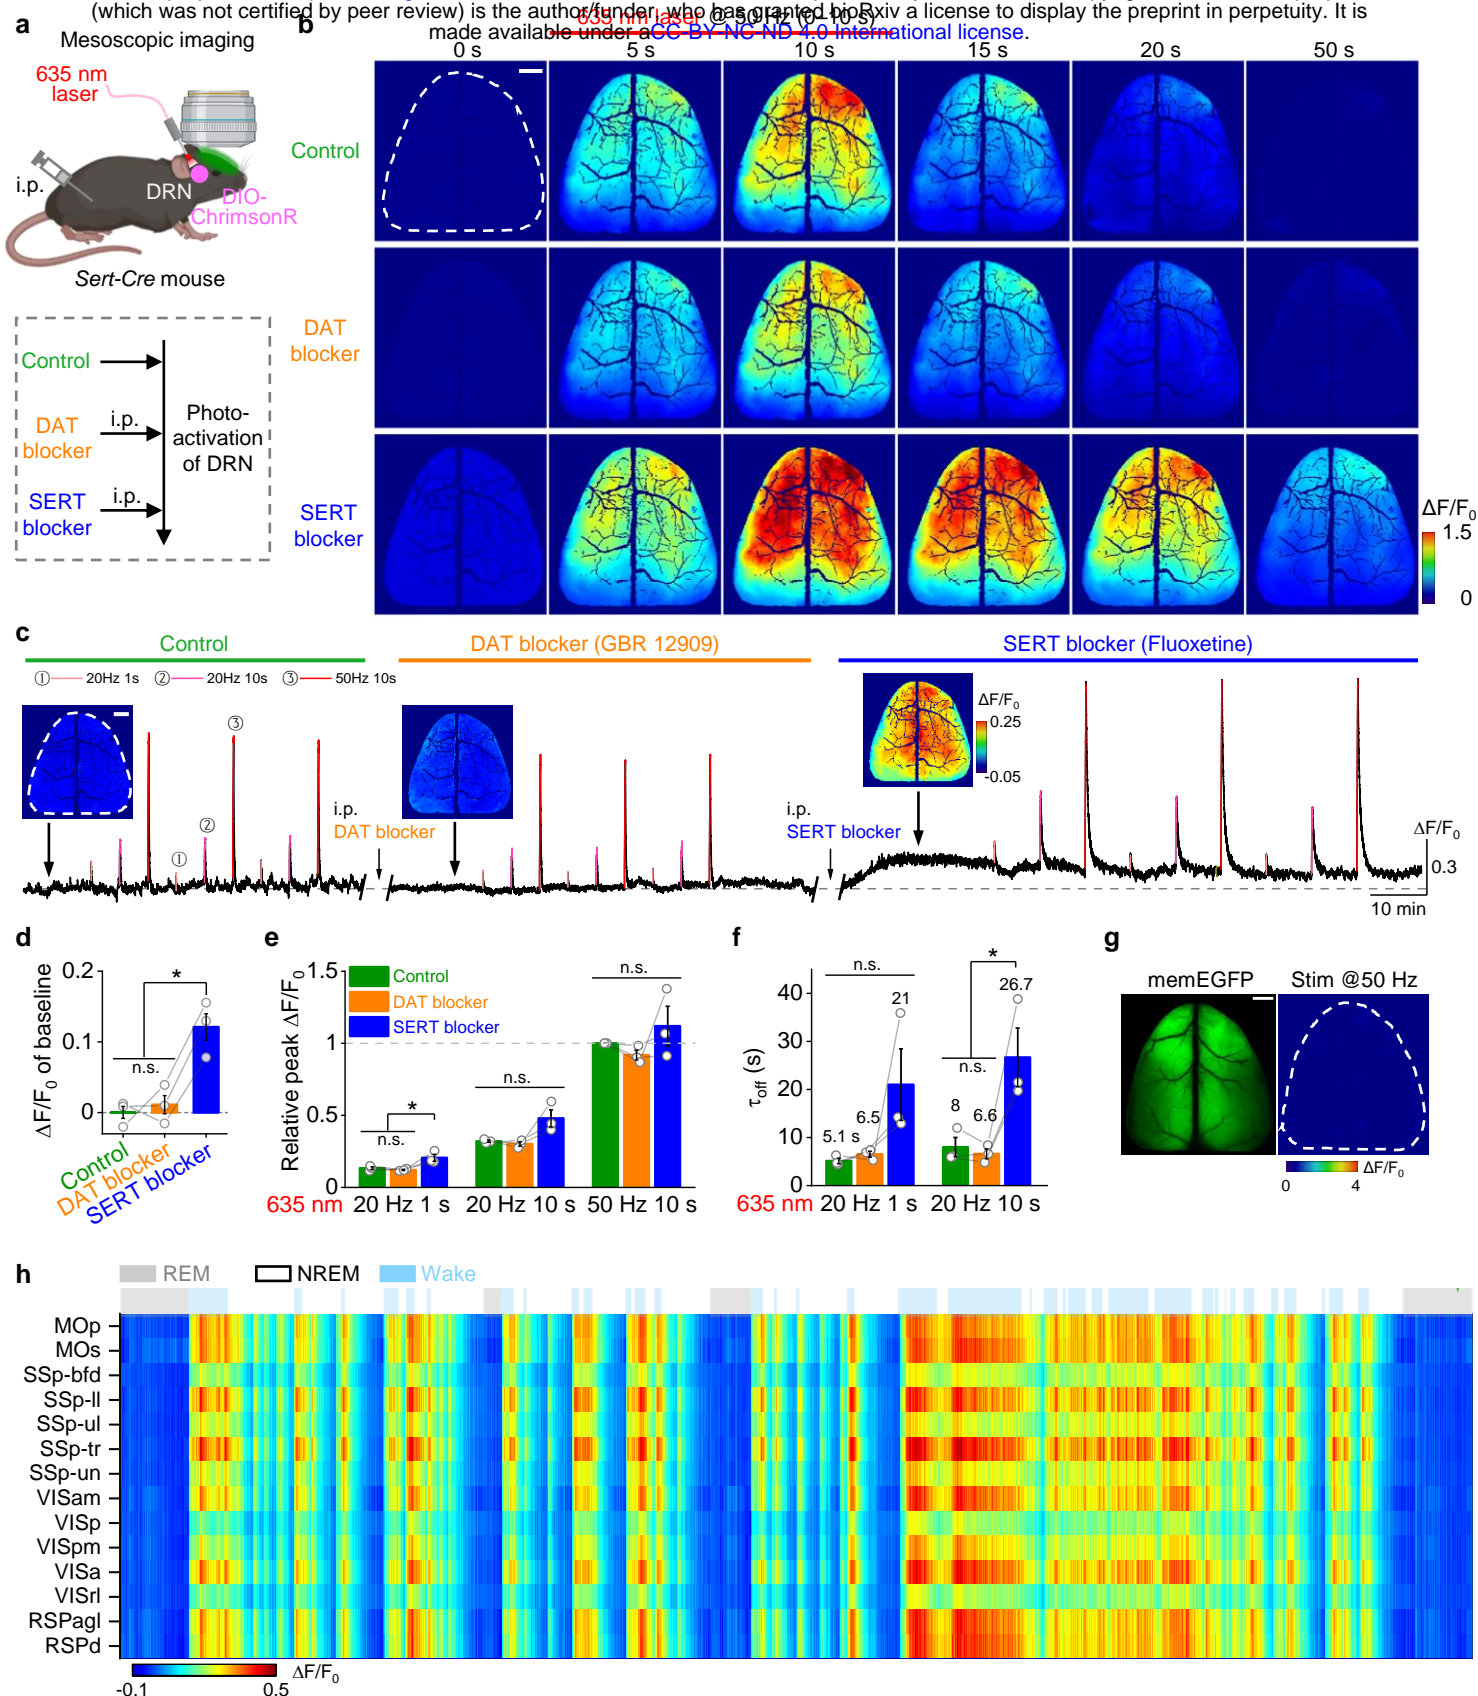 (which was not certified by peer review) is the author/funder, who has granted bioRxiv a license to display the preprint in perpetuity. It is
made available under aCC-BY-NC-ND 4.0 International license.
a
Mesoscopic imaging
635 nm
laser
i.p.
DRN
DIO-
ChrimsonR
Sert-Cre mouse
Control
DAT
blocker
i.p.
SERT
blocker
i.p.
Photo-
activation
of DRN
b
635 nm laser @ 50 Hz (0–10 s)
0 s 5 s 10 s 15 s 20 s 50 s
Control
DAT
blocker
SERT
blocker
ΔF/F0
1.5
0
c
Control DAT blocker (GBR 12909) SERT blocker (Fluoxetine)
① 20Hz 1s ② 20Hz 10s ③ 50Hz 10s
③
②
①
i.p.
DAT blocker
i.p.
SERT blocker
ΔF/F0
0.25
-0.05
ΔF/F0
0.3
10 min
d
ΔF/F0 of baseline
0.2
0.1
0
*
n.s.
Control
DAT blocker
SERT blocker
e
Relative peak ΔF/F0
1.5
1
0.5
0
Control
DAT blocker
SERT blocker
n.s. *
n.s.
n.s.
635 nm 20 Hz 1 s 20 Hz 10 s 50 Hz 10 s
f
τoff (s)
40
30
20
10
0
n.s.
5.1 s 6.5 21
*
n.s.
8 6.6 26.7
635 nm 20 Hz 1 s 20 Hz 10 s
g
memEGFP Stim @50 Hz
ΔF/F0
0 4
h
REM NREM Wake
MOp
MOs
SSp-bfd
SSp-ll
SSp-ul
SSp-tr
SSp-un
VISam
VISp
VISpm
VISa
VISrl
RSPagl
RSPd
ΔF/F0
-0.1 0.5